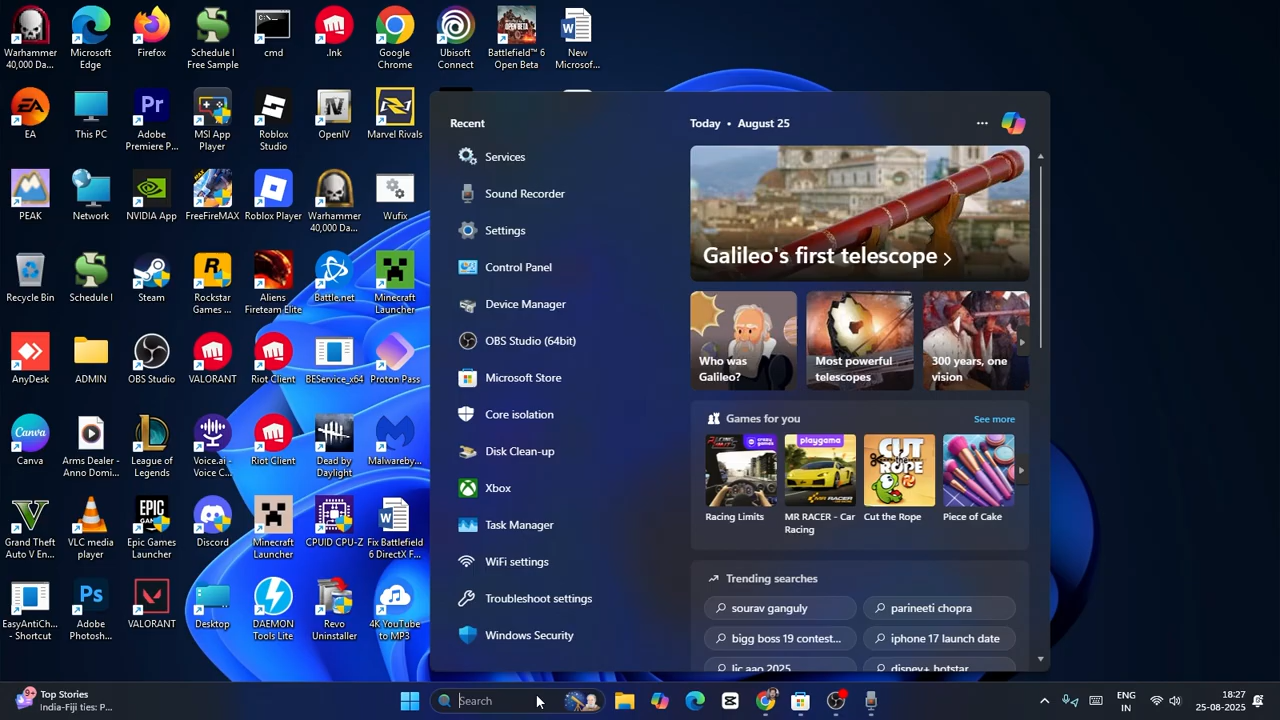 Warhammer
40,000 Da...
Microsoft
Edge
Firefox
Schedule I
Free Sample
cmd
.lnk
Google
Chrome
Ubisoft
Connect
Battlefield™ 6
Open Beta
New
Microsof...
EA
This PC
Adobe
Premiere P...
MSI App
Player
Roblox
Studio
OpenIV
Marvel Rivals
PEAK
Network
NVIDIA App
FreeFireMAX
Roblox Player
Warhammer
40,000 Da...
Wufix
Recycle Bin
Schedule I
Steam
Rockstar
Games ...
Aliens
Fireteam Elite
Battle.net
Minecraft
Launcher
AnyDesk
ADMIN
OBS Studio
VALORANT
Riot Client
BEService_x64
Proton Pass
Canva
Arms Dealer -
Anno Domi...
League of
Legends
Voice.ai -
Voice C...
Riot Client
Dead by
Daylight
Malwareby...
Grand Theft
Auto V En...
VLC media
player
Epic Games
Launcher
Discord
Minecraft
Launcher
CPUID CPU-Z
Fix Battlefield
6 DirectX F...
EasyAntiCh...
- Shortcut
Adobe
Photosh...
VALORANT
Desktop
DAEMON
Tools Lite
Revo
Uninstaller
4K YouTube
to MP3
Recent
Services
Sound Recorder
Settings
Control Panel
Device Manager
OBS Studio (64bit)
Microsoft Store
Core isolation
Disk Clean-up
Xbox
Task Manager
WiFi settings
Troubleshoot settings
Windows Security
Today • August 25
Galileo's first telescope
Who was
Galileo?
Most powerful
telescopes
300 years, one
vision
Games for you
See more
Racing Limits
MR RACER - Car
Racing
Cut the Rope
Piece of Cake
Trending searches
sourav ganguly
parineeti chopra
bigg boss 19 contest...
iphone 17 launch date
lic aao 2025
disney+ hotstar
Top Stories
India-Fiji ties: P...
Search
ENG
IN
18:27
25-08-2025